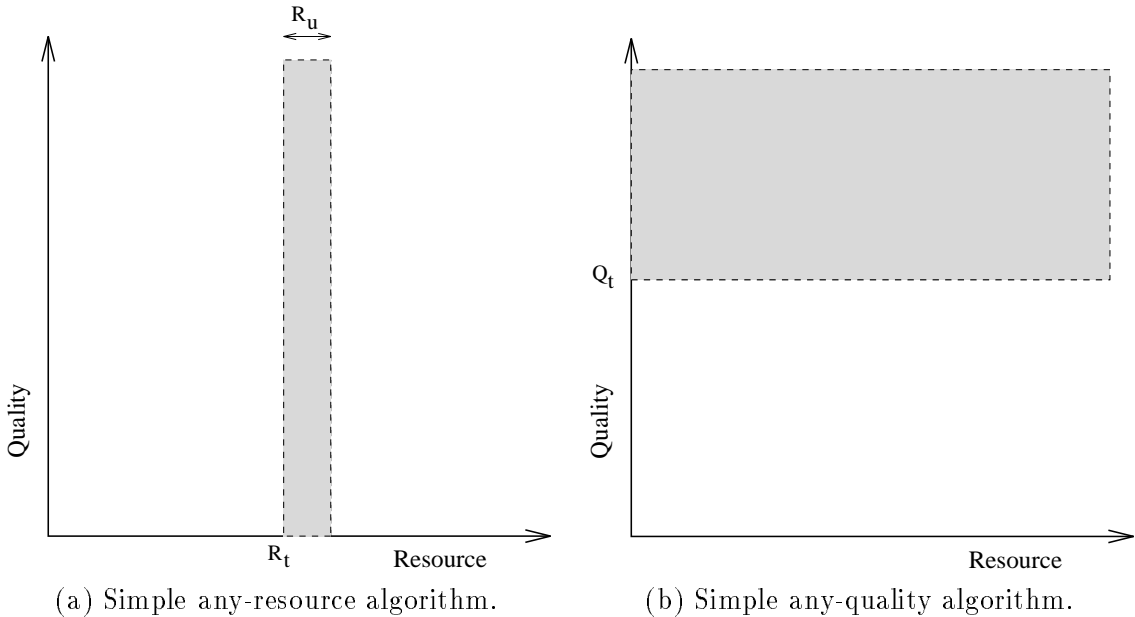 R_u
Quality
R_t
Resource
(a) Simple any-resource algorithm.
Q_t
Quality
Resource
(b) Simple any-quality algorithm.